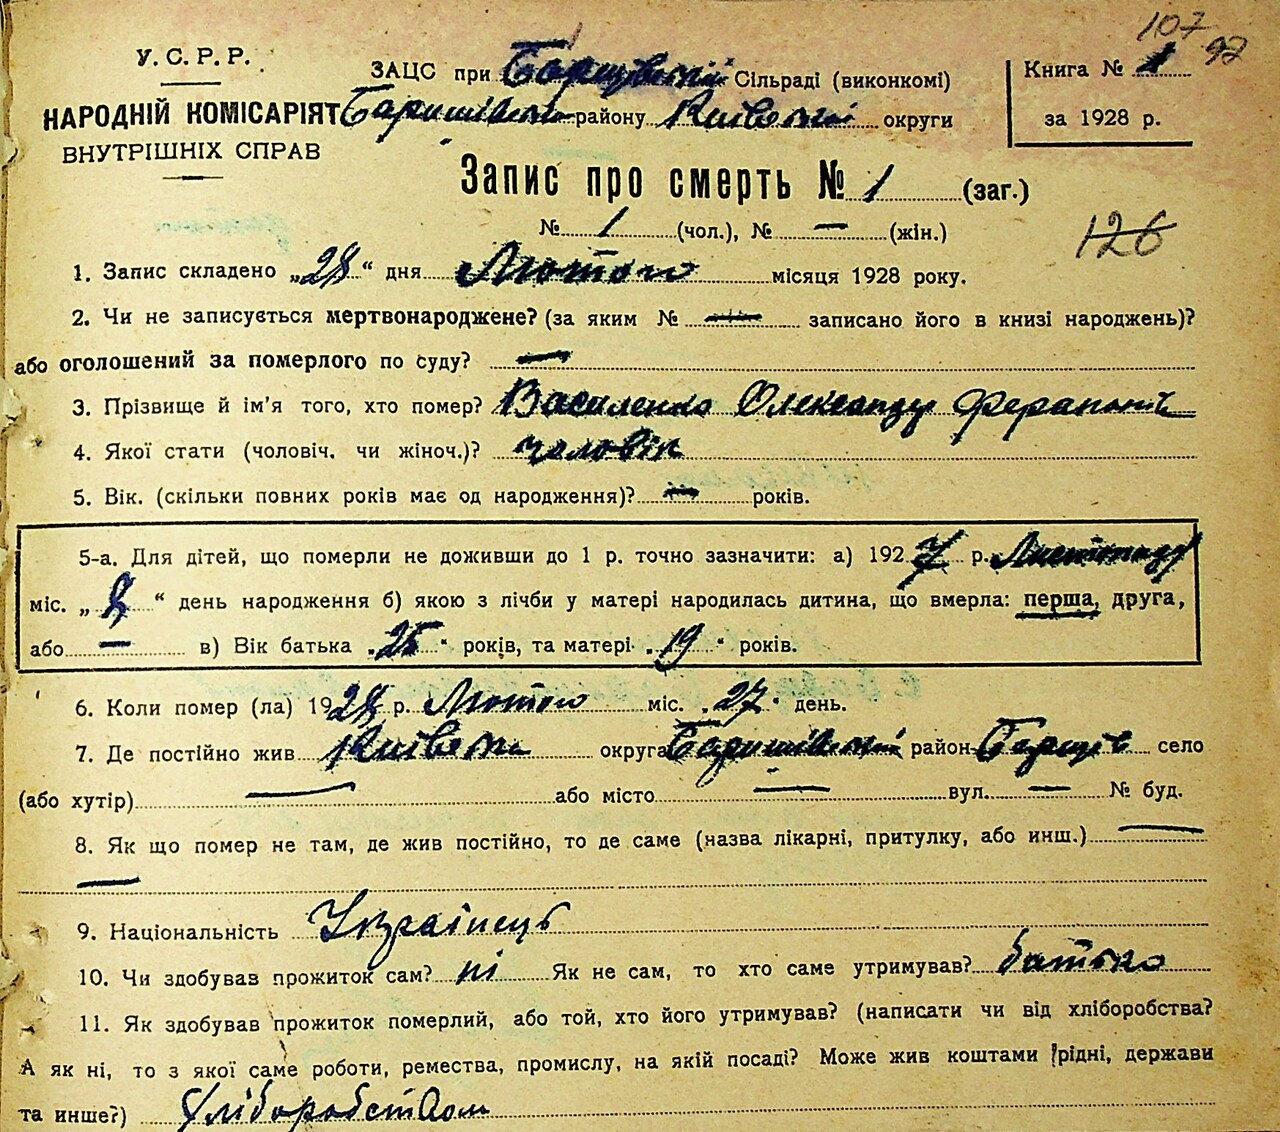 107
92
У. С. Р. Р.
НАРОДНІЙ КОМІСАРІЯТ
ВНУТРІШНІХ СПРАВ
ЗАЦС при Борщівській Сільраді (виконкомі)
Баришівськ району Київської округи
Книга № 1
за 1928 р.
Запис про смерть № 1 (заг.)
№ 1 (чол.), № — (жін.)
126
1. Запис складено „28“ дня Лютого місяця 1928 року.
2. Чи не записується мертвонароджене? (за яким № — записано його в книзі народжень)?
або оголошений за померлого по суду? —
3. Прізвище й ім'я того, хто помер? Василенко Олександр Ферапонт
4. Якої стати (чоловіч. чи жіноч.)? чоловік
5. Вік. (скільки повних років має од народження)? — років.
5-а. Для дітей, що померли не доживши до 1 р. точно зазначити: а) 1927 р. Листопаду
міс. „8“ день народження б) якою з лічби у матері народилась дитина, що вмерла: перша, друга,
або — в) Вік батька „25“ років, та матері „19“ років.
6. Коли помер (ла) 1928 р. Лютого міс. „27“ день.
7. Де постійно жив Київськ округа Баришівській район Борщів село
(або хутір) — або місто — вул. — № буд.
8. Як що помер не там, де жив постійно, то де саме (назва лікарні, притулку, або инш.) —
—
9. Національність Українець
10. Чи здобував прожиток сам? ні Як не сам, то хто саме утримував? батько
11. Як здобував прожиток померлий, або той, хто його утримував? (написати чи від хліборобства?
А як ні, то з якої саме роботи, ремества, промислу, на якій посаді? Може жив коштами рідні, держави
та инше?) Хліборобством